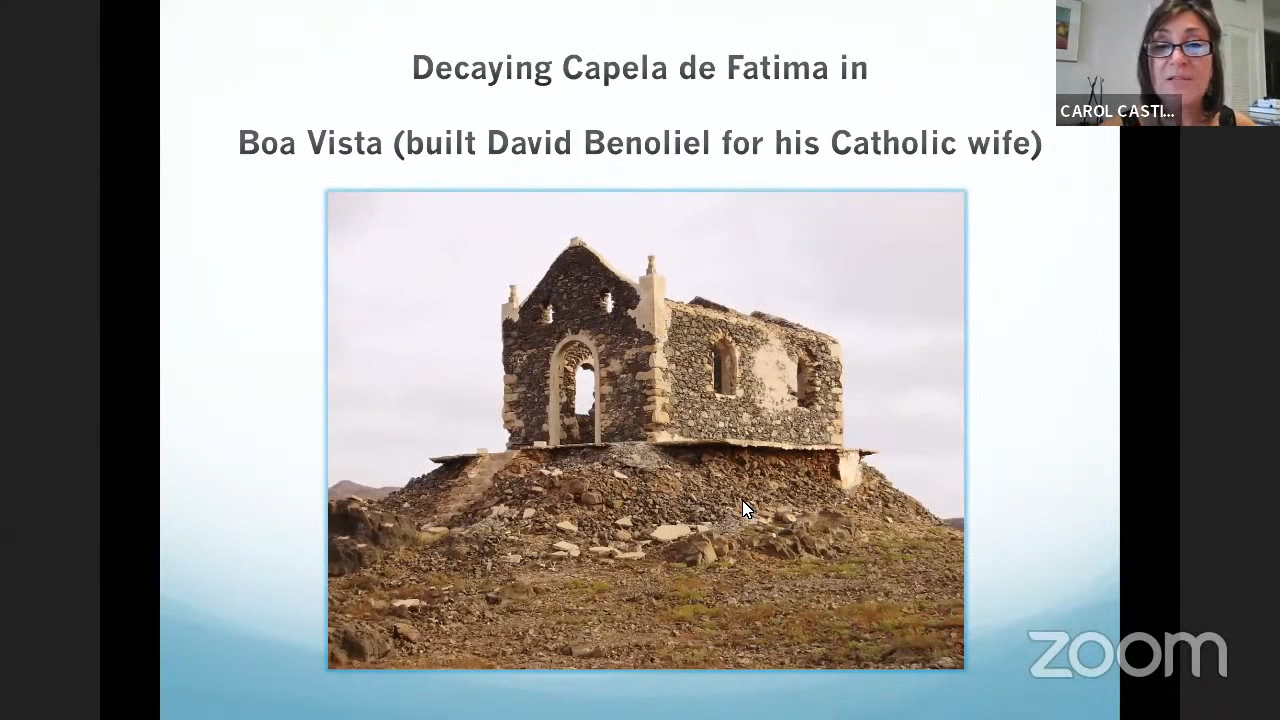 Decaying Capela de Fatima in
Boa Vista (built David Benoliel for his Catholic wife)
CAROL CASTI...
zoom